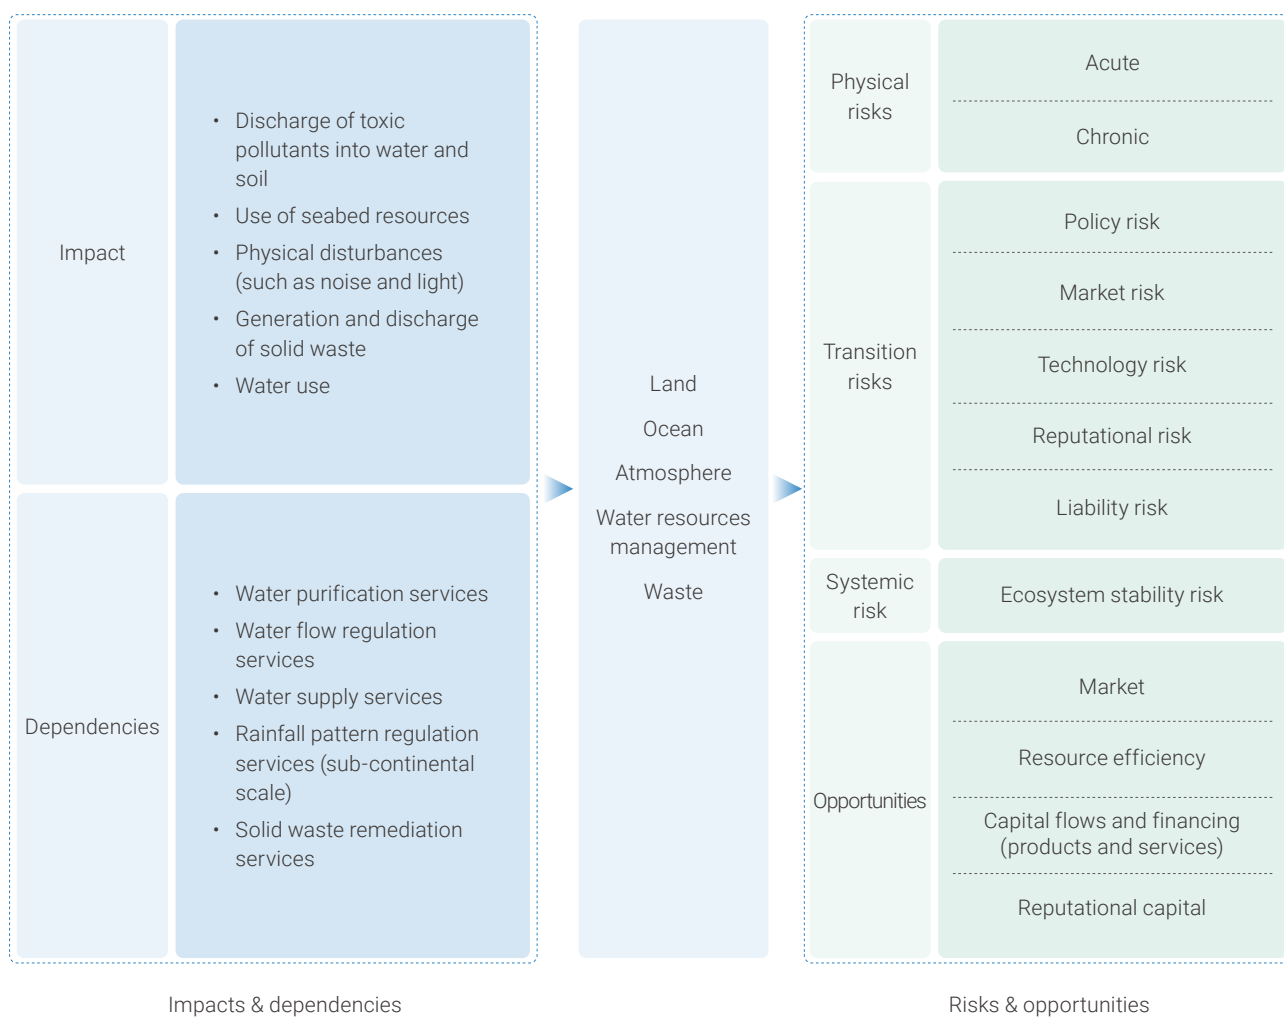 Impact
• Discharge of toxic
pollutants into water and
soil
• Use of seabed resources
• Physical disturbances
(such as noise and light)
• Generation and discharge
of solid waste
• Water use
Dependencies
• Water purification services
• Water flow regulation
services
• Water supply services
• Rainfall pattern regulation
services (sub-continental
scale)
• Solid waste remediation
services
Impacts & dependencies
Land
Ocean
Atmosphere
Water resources
management
Waste
Physical
risks
Acute
Chronic
Transition
risks
Policy risk
Market risk
Technology risk
Reputational risk
Liability risk
Systemic
risk
Ecosystem stability risk
Opportunities
Market
Resource efficiency
Capital flows and financing
(products and services)
Reputational capital
Risks & opportunities